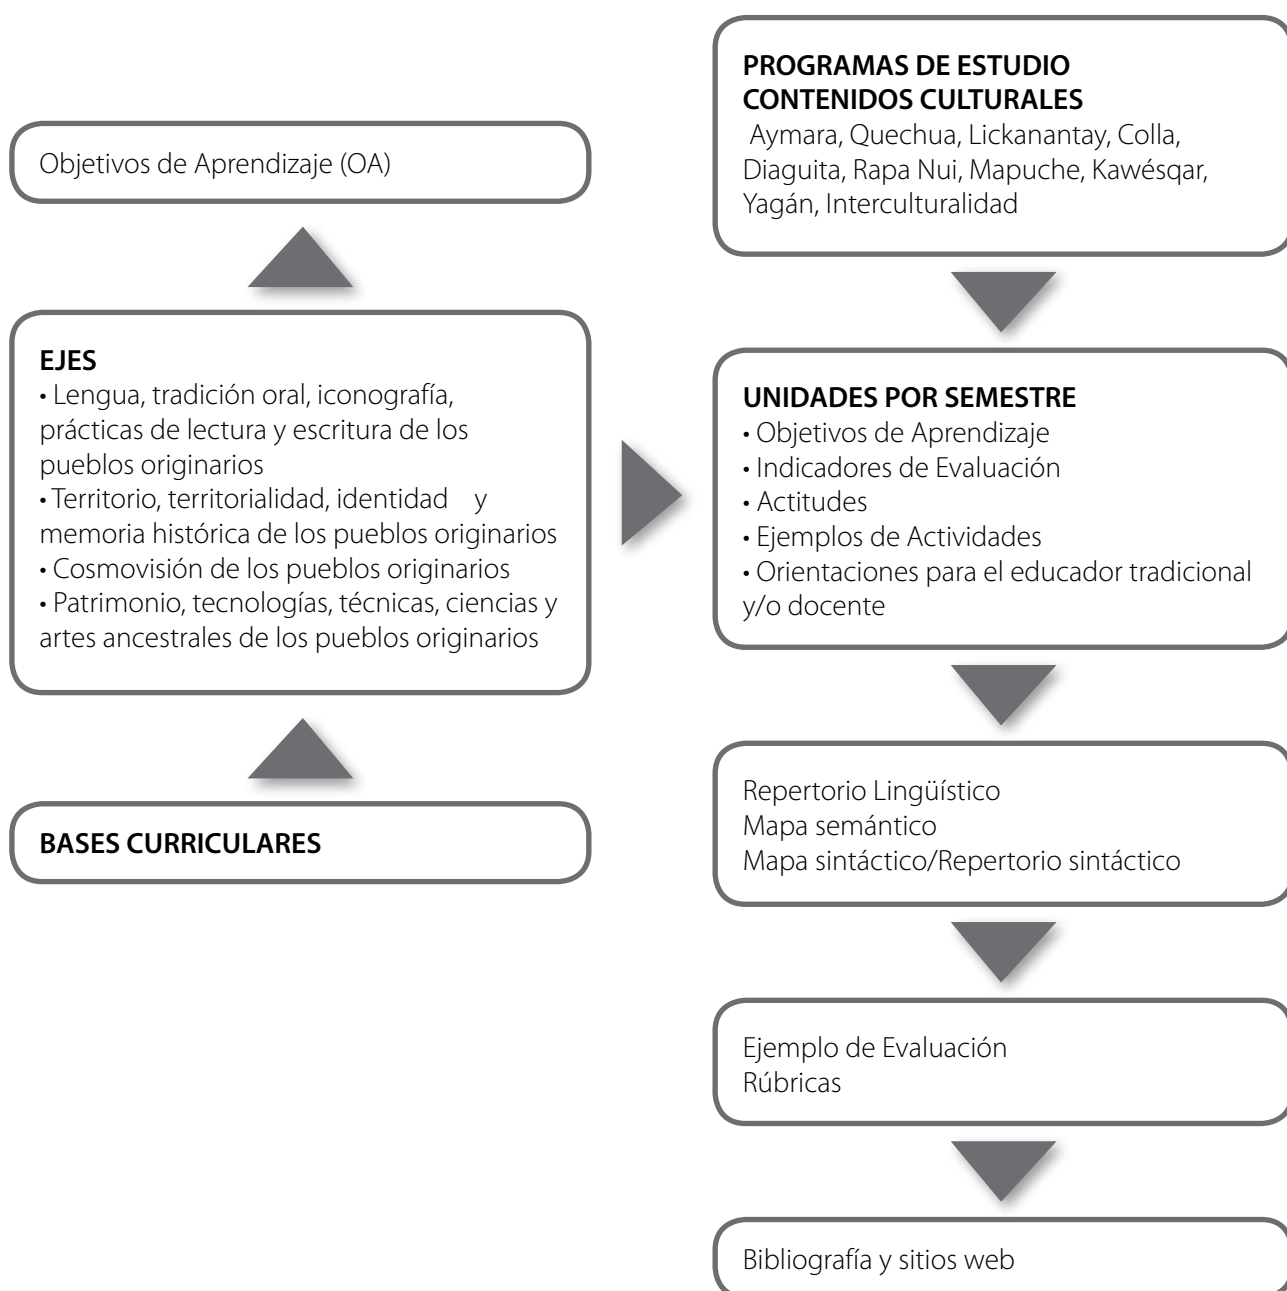 Objetivos de Aprendizaje (OA)
EJES
• Lengua, tradición oral, iconografía,
prácticas de lectura y escritura de los
pueblos originarios
• Territorio, territorialidad, identidad y
memoria histórica de los pueblos originarios
• Cosmovisión de los pueblos originarios
• Patrimonio, tecnologías, técnicas, ciencias y
artes ancestrales de los pueblos originarios
BASES CURRICULARES
PROGRAMAS DE ESTUDIO
CONTENIDOS CULTURALES
Aymara, Quechua, Lickanantay, Colla,
Diaguita, Rapa Nui, Mapuche, Kawésqar,
Yagán, Interculturalidad
UNIDADES POR SEMESTRE
• Objetivos de Aprendizaje
• Indicadores de Evaluación
• Actitudes
• Ejemplos de Actividades
• Orientaciones para el educador tradicional
y/o docente
Repertorio Lingüístico
Mapa semántico
Mapa sintáctico/Repertorio sintáctico
Ejemplo de Evaluación
Rúbricas
Bibliografía y sitios web